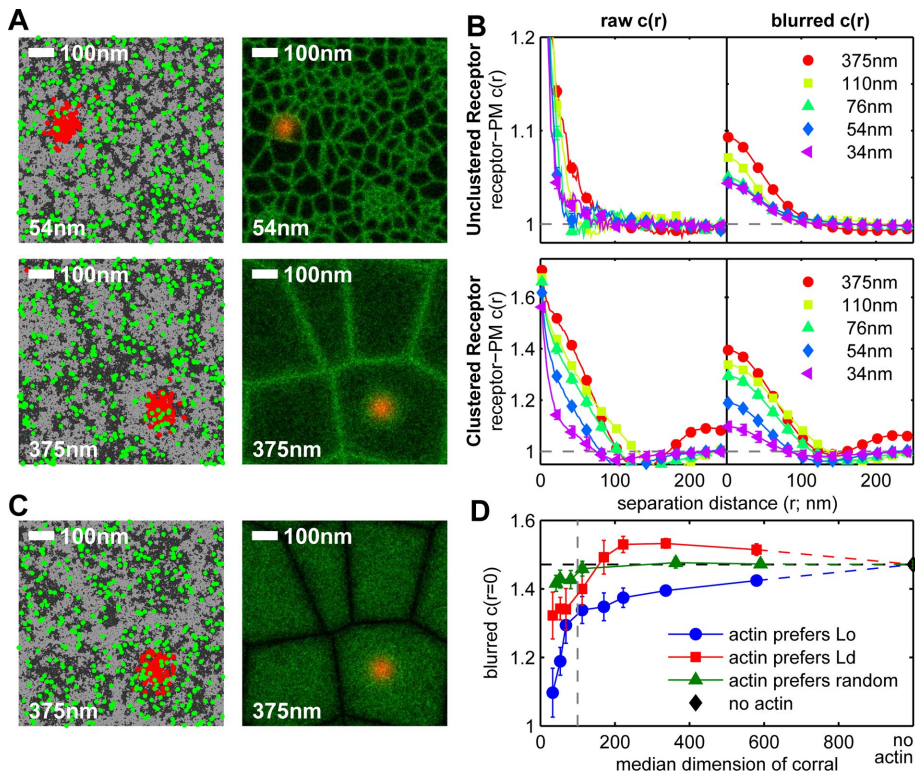 A
100nm
54nm
100nm
54nm
100nm
375nm
100nm
375nm
B
raw c(r)
blurred c(r)
Unclustered Receptor
receptor–PM c(r)
1.2
1.1
1
375nm
110nm
76nm
54nm
34nm
Clustered Receptor
receptor–PM c(r)
1.6
1.4
1.2
1
375nm
110nm
76nm
54nm
34nm
0
100
200
0
100
200
separation distance (r; nm)
C
100nm
375nm
100nm
375nm
D
blurred c(r=0)
1.6
1.4
1.2
1
actin prefers Lo
actin prefers Ld
actin prefers random
no actin
0
200
400
600
800
no
actin
median dimension of corral